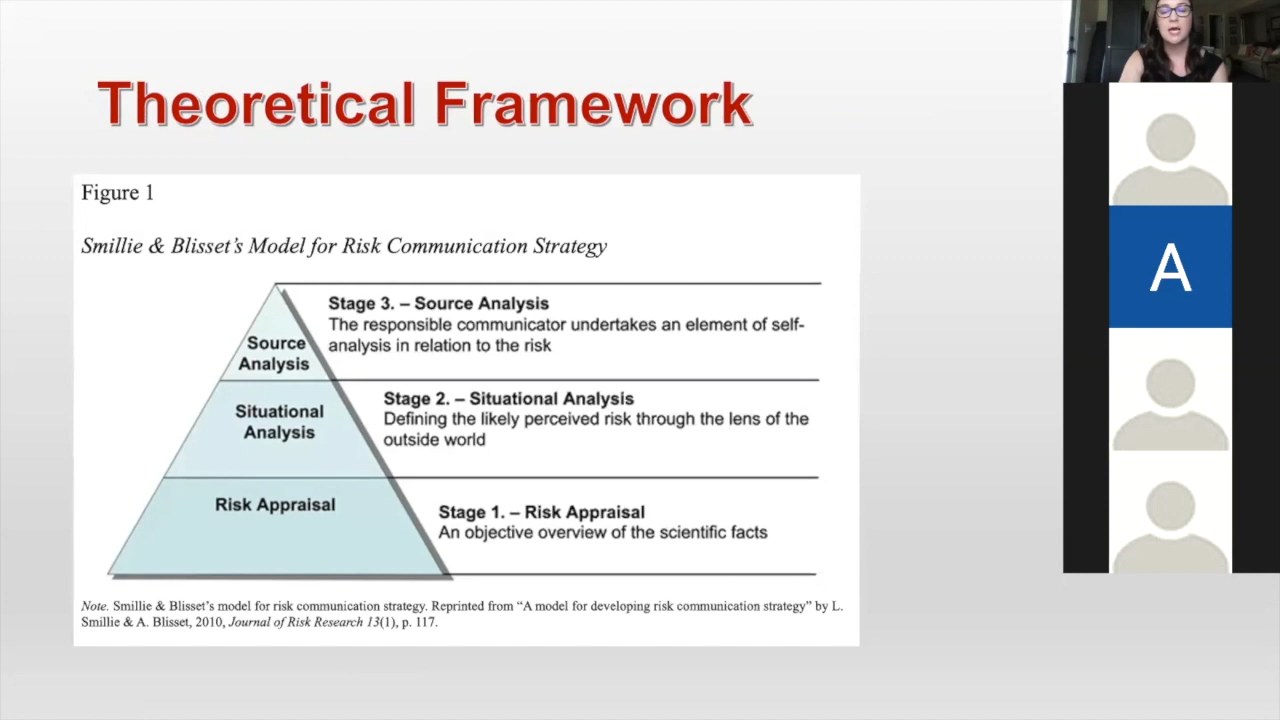 Theoretical Framework
Figure 1
Smillie & Blisset's Model for Risk Communication Strategy
Source
Analysis
Stage 3. – Source Analysis
The responsible communicator undertakes an element of self-
analysis in relation to the risk
Situational
Analysis
Stage 2. – Situational Analysis
Defining the likely perceived risk through the lens of the
outside world
Risk Appraisal
Stage 1. – Risk Appraisal
An objective overview of the scientific facts
Note. Smillie & Blisset's model for risk communication strategy. Reprinted from “A model for developing risk communication strategy” by L.
Smillie & A. Blisset, 2010, Journal of Risk Research 13(1), p. 117.
A